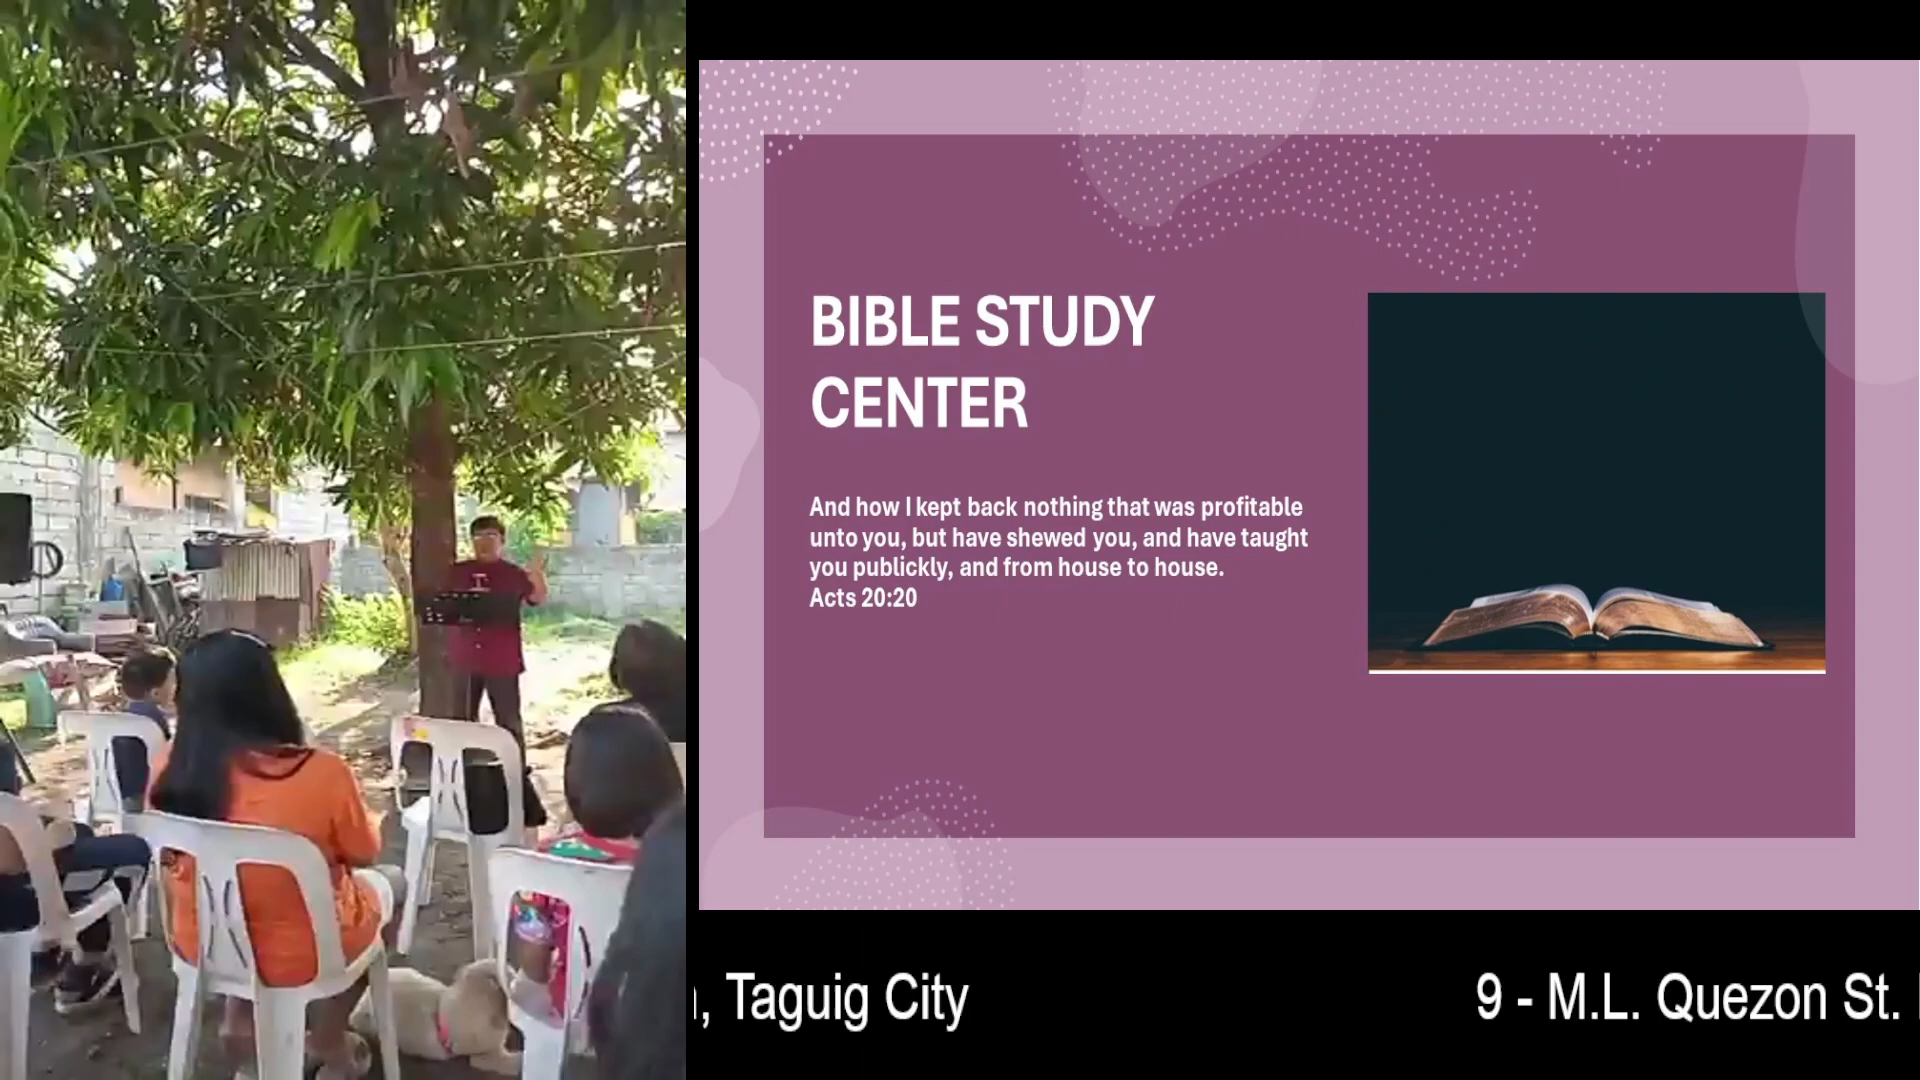 BIBLE STUDY
CENTER
And how I kept back nothing that was profitable
unto you, but have shewed you, and have taught
you publickly, and from house to house.
Acts 20:20
, Taguig City
9 - M.L. Quezon St.